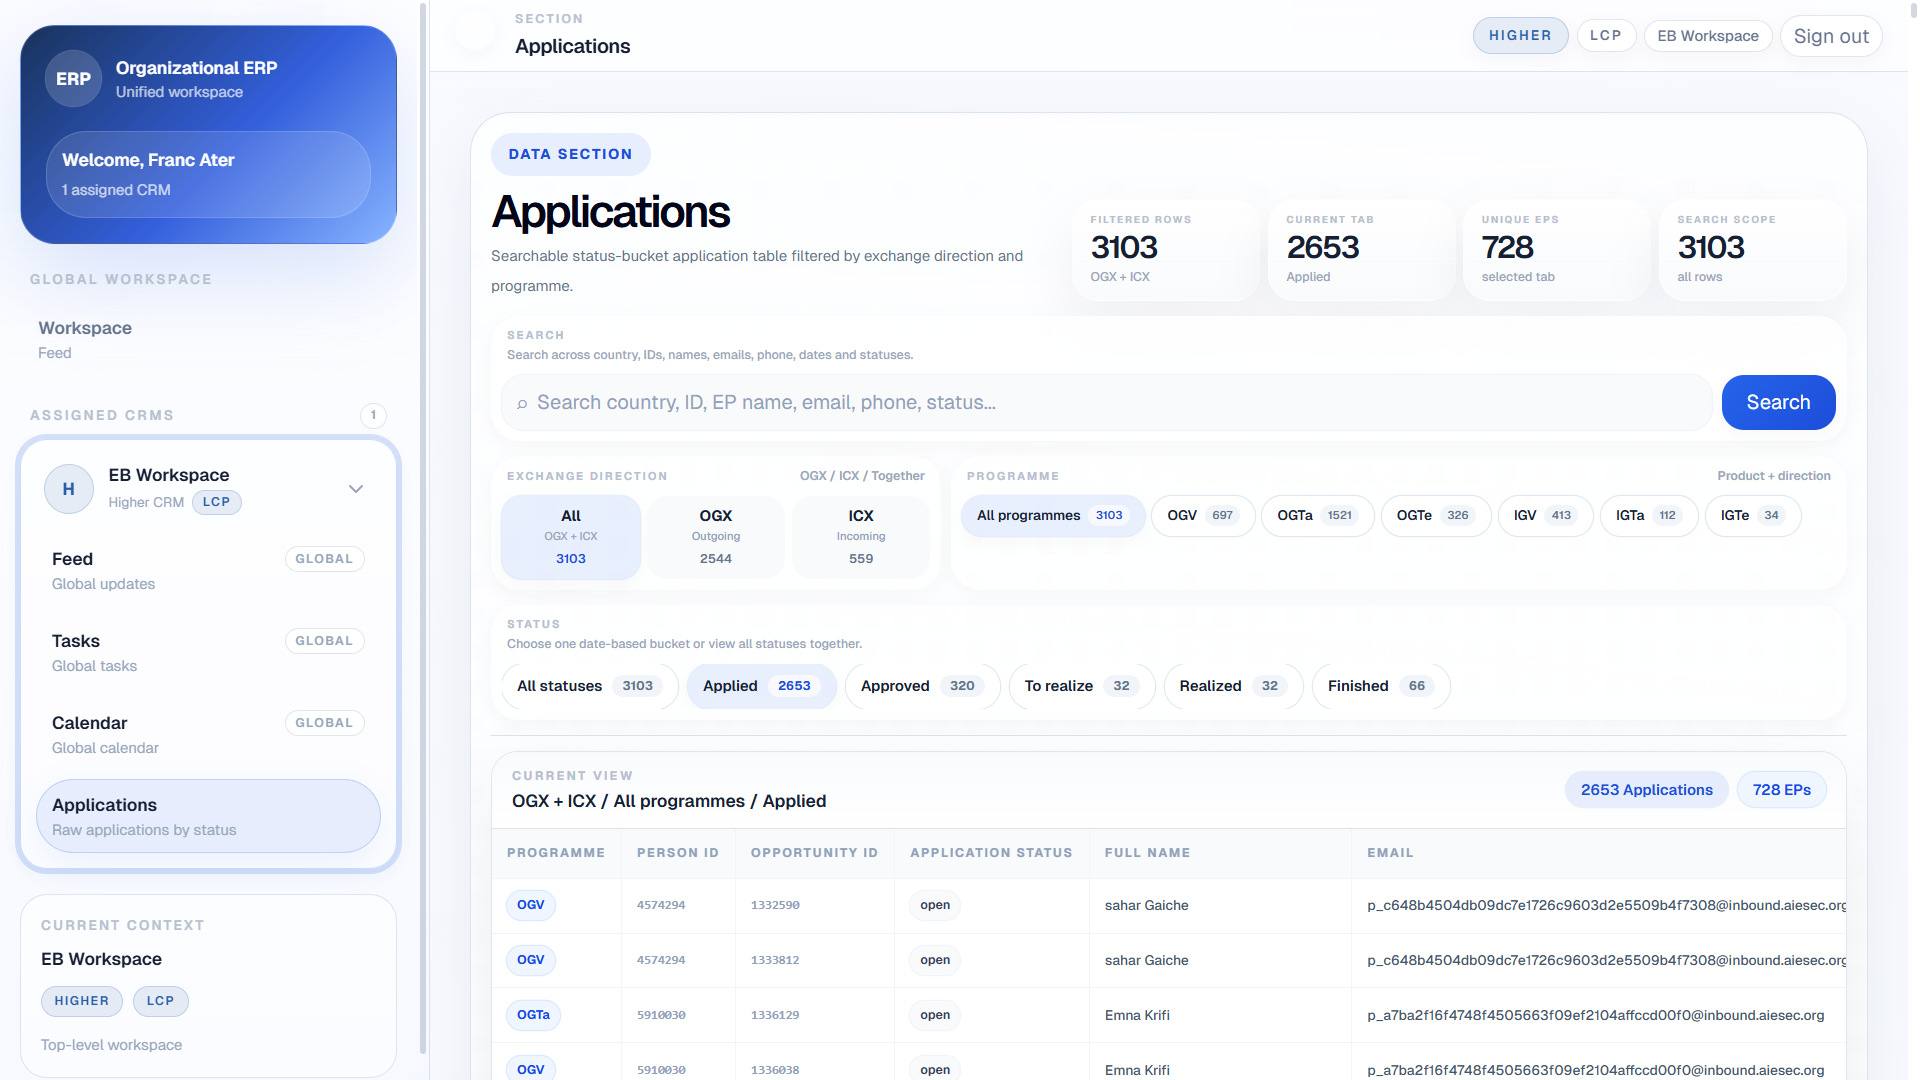 ERP
Organizational ERP
Unified workspace
Welcome, Franc Ater
1 assigned CRM
GLOBAL WORKSPACE
Workspace
Feed
ASSIGNED CRMS
1
H
EB Workspace
Higher CRM
LCP
Feed
GLOBAL
Global updates
Tasks
GLOBAL
Global tasks
Calendar
GLOBAL
Global calendar
Applications
Raw applications by status
CURRENT CONTEXT
EB Workspace
HIGHER
LCP
Top-level workspace
SECTION
Applications
HIGHER
LCP
EB Workspace
Sign out
DATA SECTION
Applications
Searchable status-bucket application table filtered by exchange direction and
programme.
FILTERED ROWS
3103
OGX + ICX
CURRENT TAB
2653
Applied
UNIQUE EPS
728
selected tab
SEARCH SCOPE
3103
all rows
SEARCH
Search across country, IDs, names, emails, phone, dates and statuses.
Search country, ID, EP name, email, phone, status...
Search
EXCHANGE DIRECTION
OGX / ICX / Together
All
OGX + ICX
3103
OGX
Outgoing
2544
ICX
Incoming
559
PROGRAMME
Product + direction
All programmes 3103
OGV 697
OGTa 1521
OGTe 326
IGV 413
IGTa 112
IGTe 34
STATUS
Choose one date-based bucket or view all statuses together.
All statuses 3103
Applied 2653
Approved 320
To realize 32
Realized 32
Finished 66
CURRENT VIEW
OGX + ICX / All programmes / Applied
2653 Applications
728 EPs
PROGRAMME PERSON ID OPPORTUNITY ID APPLICATION STATUS FULL NAME EMAIL
OGV 4574294 1332590 open sahar Gaiche p_c648b4504db09dc7e1726c9603d2e5509b4f7308@inbound.aiesec.org
OGV 4574294 1333812 open sahar Gaiche p_c648b4504db09dc7e1726c9603d2e5509b4f7308@inbound.aiesec.org
OGTa 5910030 1336129 open Emna Krifi p_a7ba2f16f4748f4505663f09ef2104affccd00f0@inbound.aiesec.org
OGV 5910030 1336038 open Emna Krifi p_a7ba2f16f4748f4505663f09ef2104affccd00f0@inbound.aiesec.org